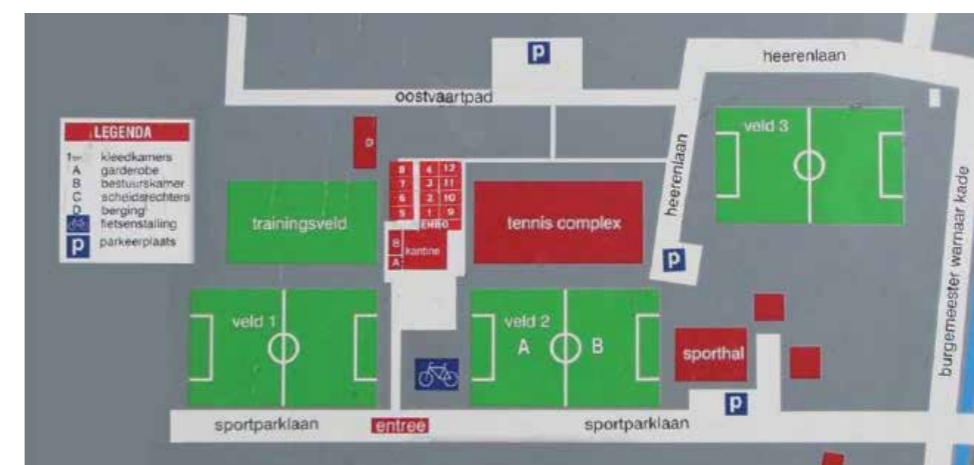 P
heerenlaan
oostvaartpad
LEGENDA
1 kleedkamers
A garderobe
B bestuurskamer
C scheidsrechters
D berging
fietsenstalling
P parkeerplaats
D
8 4 12
7 3 11
6 2 10
5 1 9
B
A
kantine
trainingsveld
tennis complex
heerenlaan
veld 3
P
burgemeester warnaar kade
veld 1
veld 2
A B
sporthal
P
sportparklaan
entree
sportparklaan